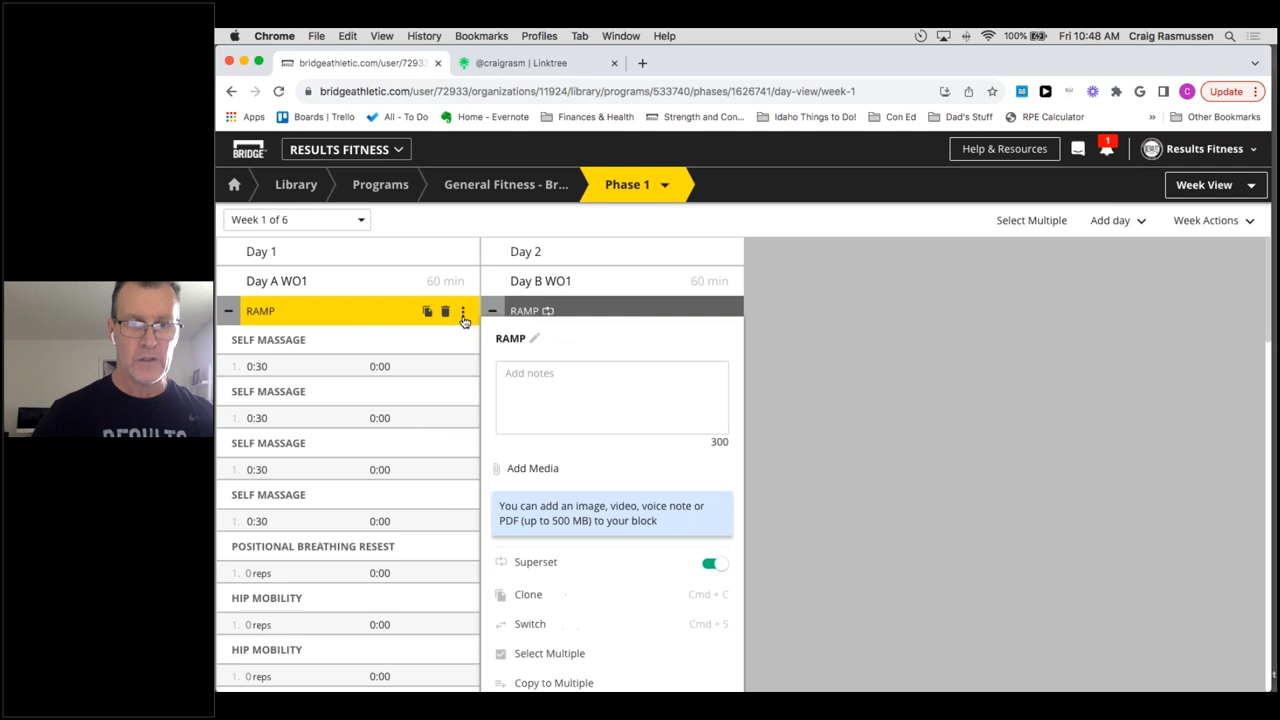 Chrome File Edit View History Bookmarks Profiles Tab Window Help
100% Fri 10:48 AM Craig Rasmussen
bridgeathletic.com/user/72933 @craigrasm | Linktree
bridgeathletic.com/user/72933/organizations/11924/library/programs/533740/phases/1626741/day-view/week-1
C Update
Apps Boards | Trello All - To Do Home - Evernote Finances & Health Strength and Con... Idaho Things to Do! Con Ed Dad's Stuff RPE Calculator » Other Bookmarks
BRIDGE RESULTS FITNESS Help & Resources 1 Results Fitness
Library Programs General Fitness - Br... Phase 1 Week View
Week 1 of 6 Select Multiple Add day Week Actions
Day 1 Day 2
Day A WO1 60 min Day B WO1 60 min
RAMP RAMP
SELF MASSAGE
1. 0:30 0:00
SELF MASSAGE
1. 0:30 0:00
SELF MASSAGE
1. 0:30 0:00
SELF MASSAGE
1. 0:30 0:00
POSITIONAL BREATHING RESEST
1. 0 reps 0:00
HIP MOBILITY
1. 0 reps 0:00
HIP MOBILITY
1. 0 reps 0:00
RAMP
Add notes
300
Add Media
You can add an image, video, voice note or
PDF (up to 500 MB) to your block
Superset
Clone Cmd + C
Switch Cmd + S
Select Multiple
Copy to Multiple
RESULTS